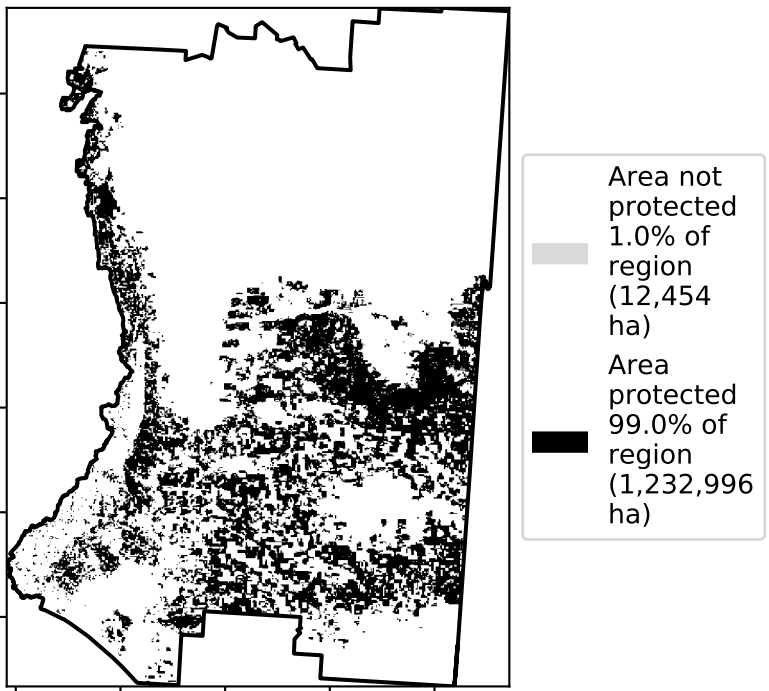 Area not
protected
1.0% of
region
(12,454
ha)
Area
protected
99.0% of
region
(1,232,996
ha)